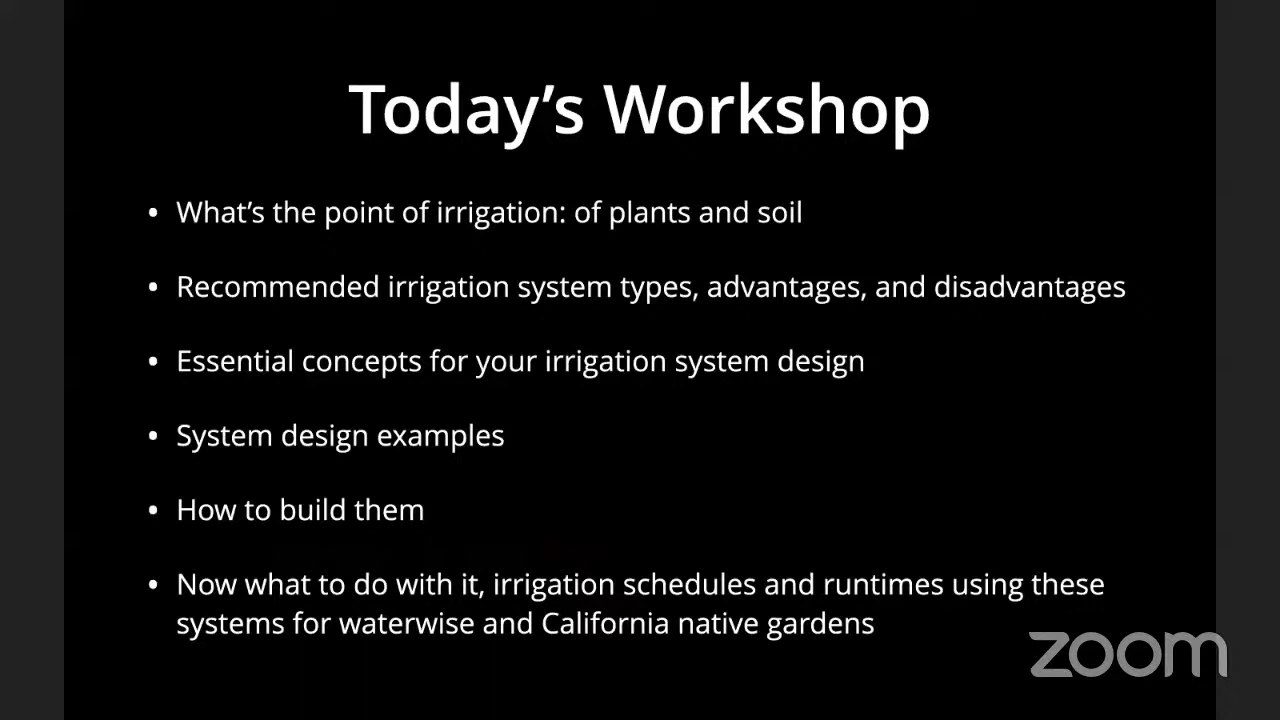 Today’s Workshop
• What’s the point of irrigation: of plants and soil
• Recommended irrigation system types, advantages, and disadvantages
• Essential concepts for your irrigation system design
• System design examples
• How to build them
• Now what to do with it, irrigation schedules and runtimes using these
systems for waterwise and California native gardens
zoom